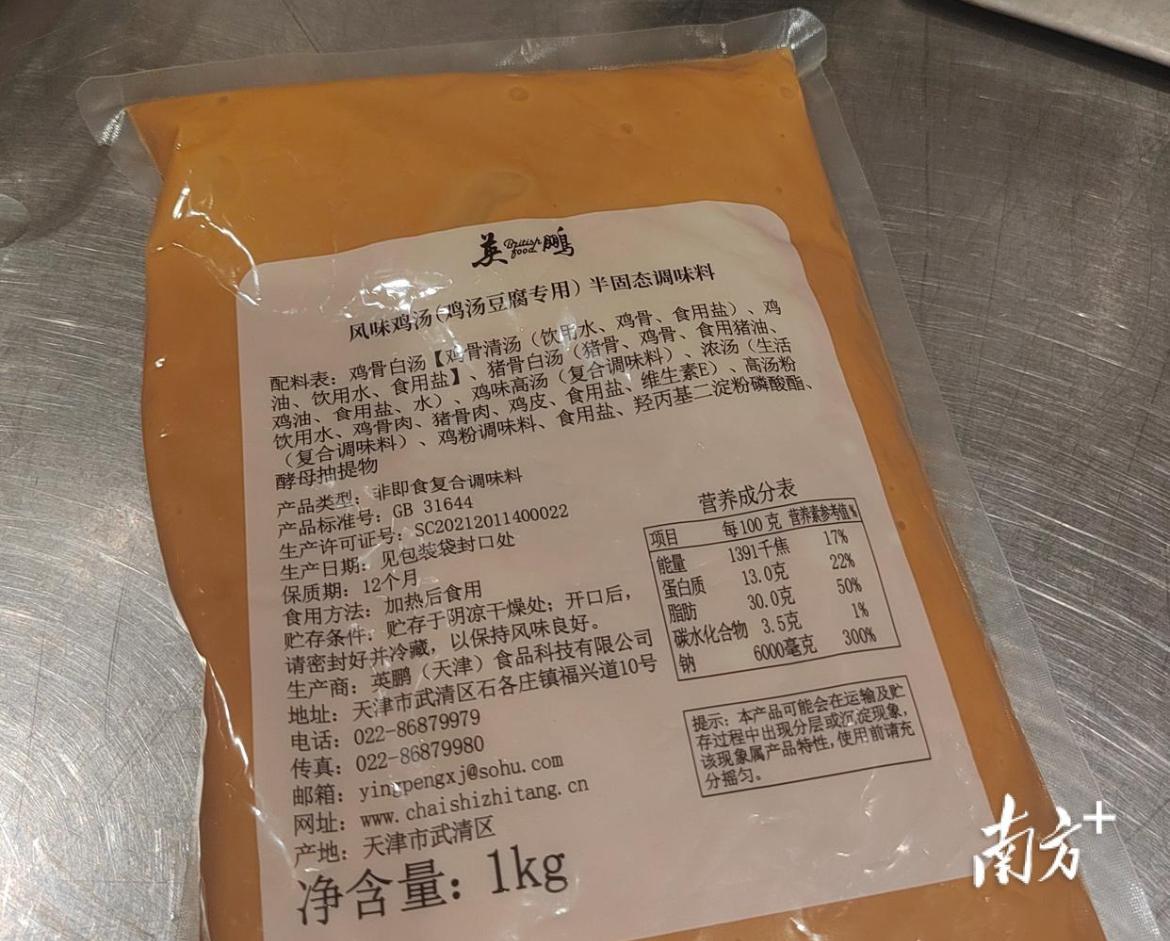 英British food鹏
风味鸡汤(鸡汤豆腐专用)半固态调味料
配料表：鸡骨白汤【鸡骨清汤（饮用水、鸡骨、食用盐）、鸡
油、饮用水、食用盐】、猪骨白汤（猪骨、鸡骨、食用猪油、
鸡油、食用盐、水）、鸡味高汤（复合调味料）、浓汤（生活
饮用水、鸡骨肉、猪骨肉、鸡皮、食用盐、维生素E）、高汤粉
（复合调味料）、鸡粉调味料、食用盐、羟丙基二淀粉磷酸酯、
酵母抽提物
产品类型：非即食复合调味料
产品标准号：GB 31644
生产许可证号：SC20212011400022
生产日期：见包装袋封口处
保质期：12个月
食用方法：加热后食用
贮存条件：贮存于阴凉干燥处；开口后，
请密封好并冷藏，以保持风味良好。
生产商：英鹏（天津）食品科技有限公司
地址：天津市武清区石各庄镇福兴道10号
电话：022-86879979
传真：022-86879980
邮箱：yingpengxj@sohu.com
网址：www.chaishizhitang.cn
产地：天津市武清区
净含量：1kg
营养成分表
项目 每100克 营养素参考值%
能量 1391千焦 17%
蛋白质 13.0克 22%
脂肪 30.0克 50%
碳水化合物 3.5克 1%
钠 6000毫克 300%
提示：本产品可能会在运输及贮
存过程中出现分层或沉淀现象，
该现象属产品特性，使用前请充
分摇匀。
南方+